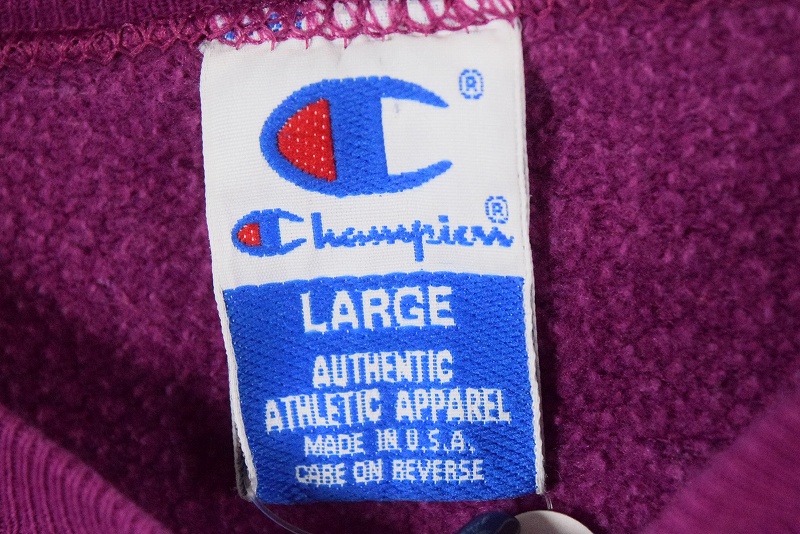 C ®
Champion ®
LARGE
AUTHENTIC
ATHLETIC APPAREL
MADE IN U.S.A.
CARE ON REVERSE